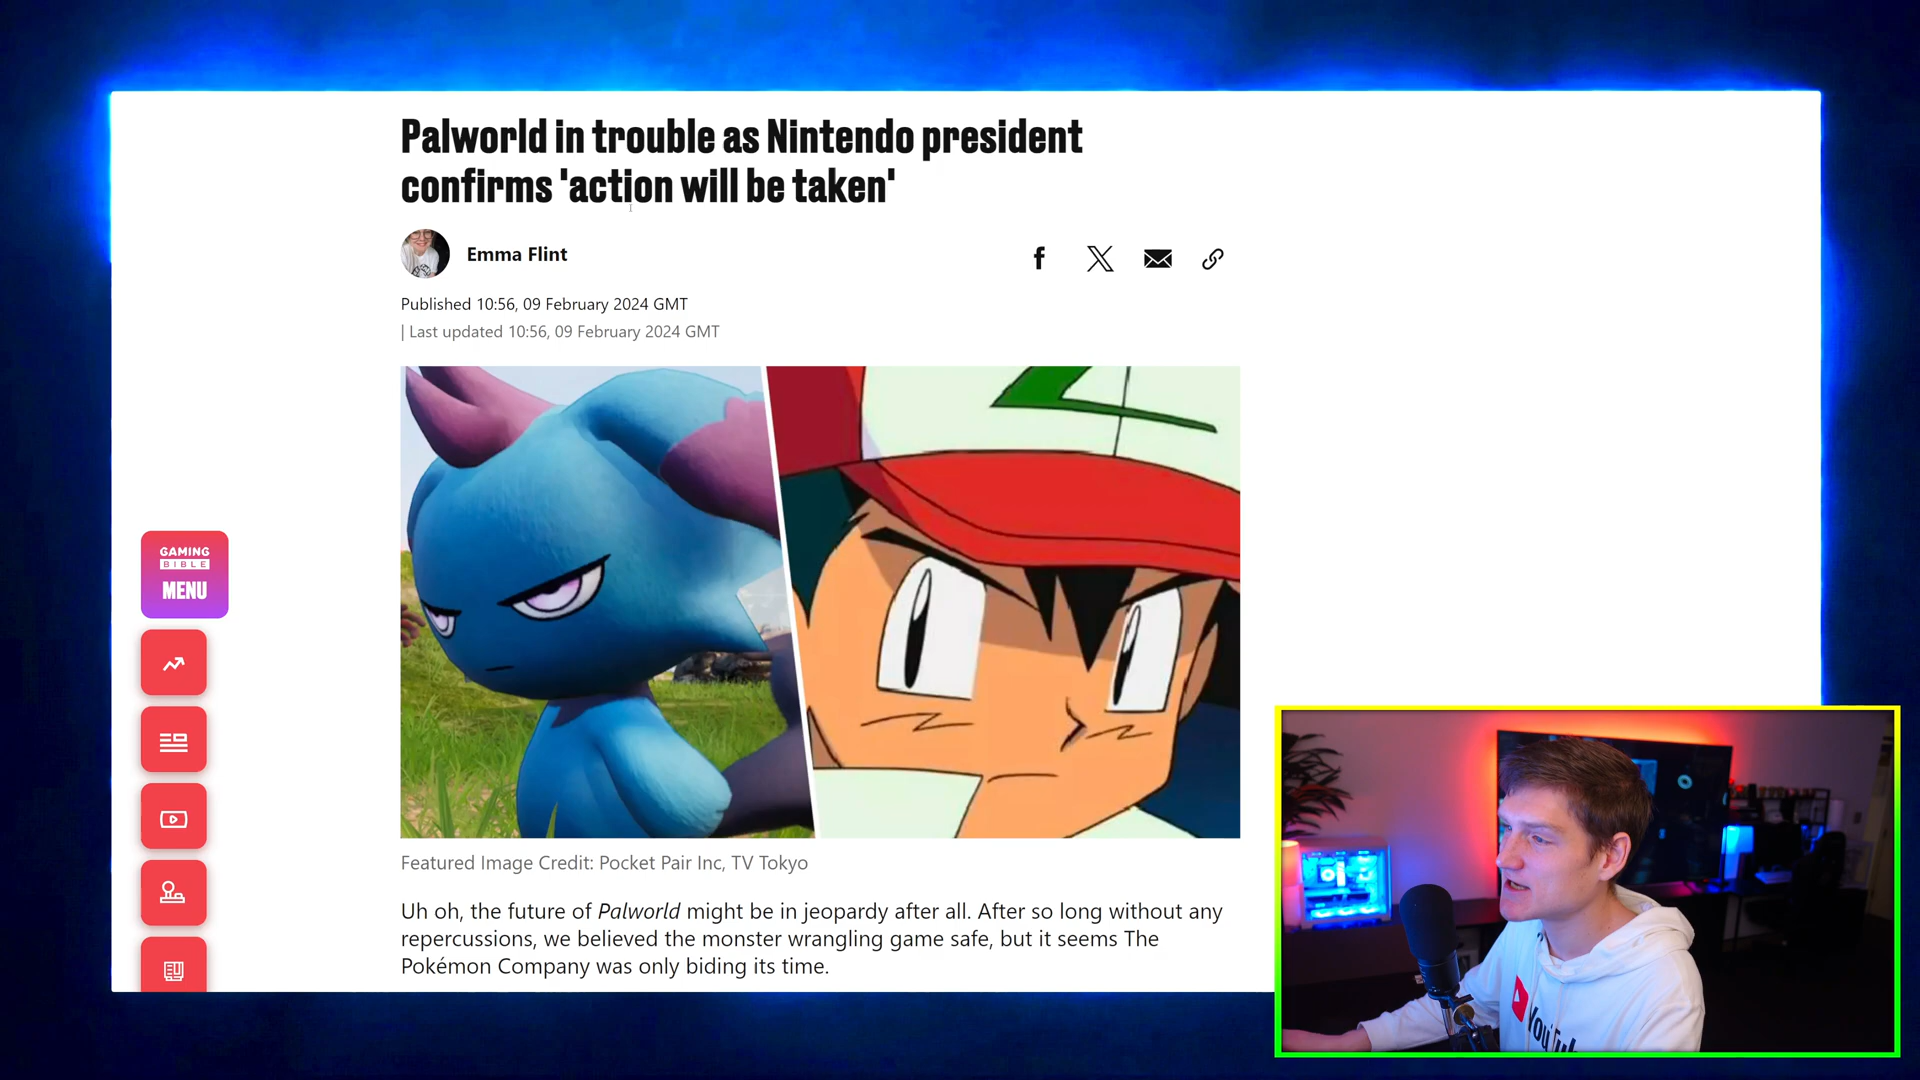 Palworld in trouble as Nintendo president
confirms 'action will be taken'
Emma Flint
Published 10:56, 09 February 2024 GMT
| Last updated 10:56, 09 February 2024 GMT
GAMING
BIBLE
MENU
Featured Image Credit: Pocket Pair Inc, TV Tokyo
Uh oh, the future of Palworld might be in jeopardy after all. After so long without any
repercussions, we believed the monster wrangling game safe, but it seems The
Pokémon Company was only biding its time.
YouTub